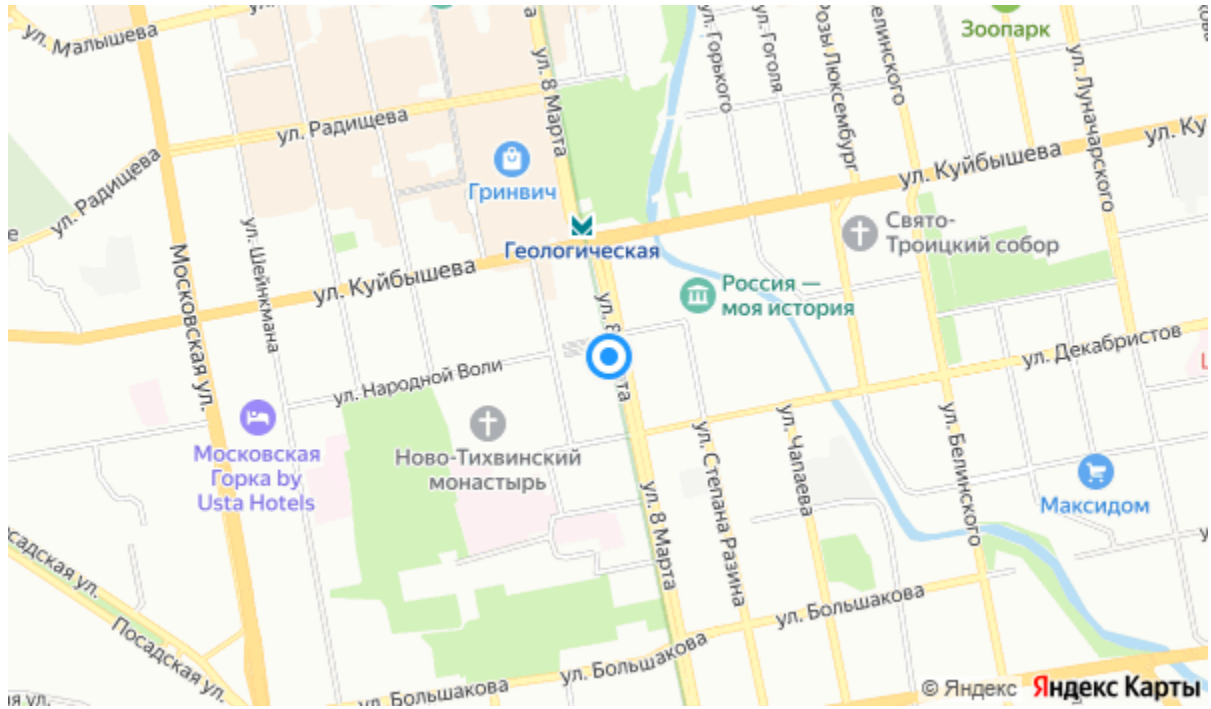 ул. Малышева
ул. 8 Марта
ул. Горького
ул. Гоголя
Розы Люксембург
Зоопарк
ул. Луначарского
ул. Радищева
ул. Радищева
Гринвич
ул. Куйбышева
ул. Ку
Геологическая
Свято-
Троицкий собор
Московская ул.
ул. Шейнкмана
ул. Куйбышева
Россия —
моя история
ул. Народной Воли
ул. Декабристов
Московская
Горка by
Usta Hotels
Ново-Тихвинский
монастырь
ул. Степана Разина
ул. Чапаева
ул. Белинского
Максидом
ул. 8 Марта
Посадская ул.
ул. Большакова
ул. Большакова
ул. Большакова
© Яндекс Яндекс Карты